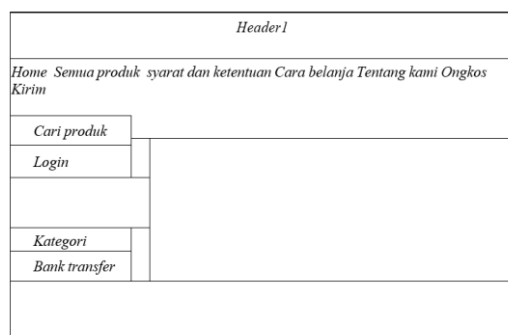 Header1
Home Semua produk syarat dan ketentuan Cara belanja Tentang kami Ongkos
Kirim
Cari produk
Login
Kategori
Bank transfer